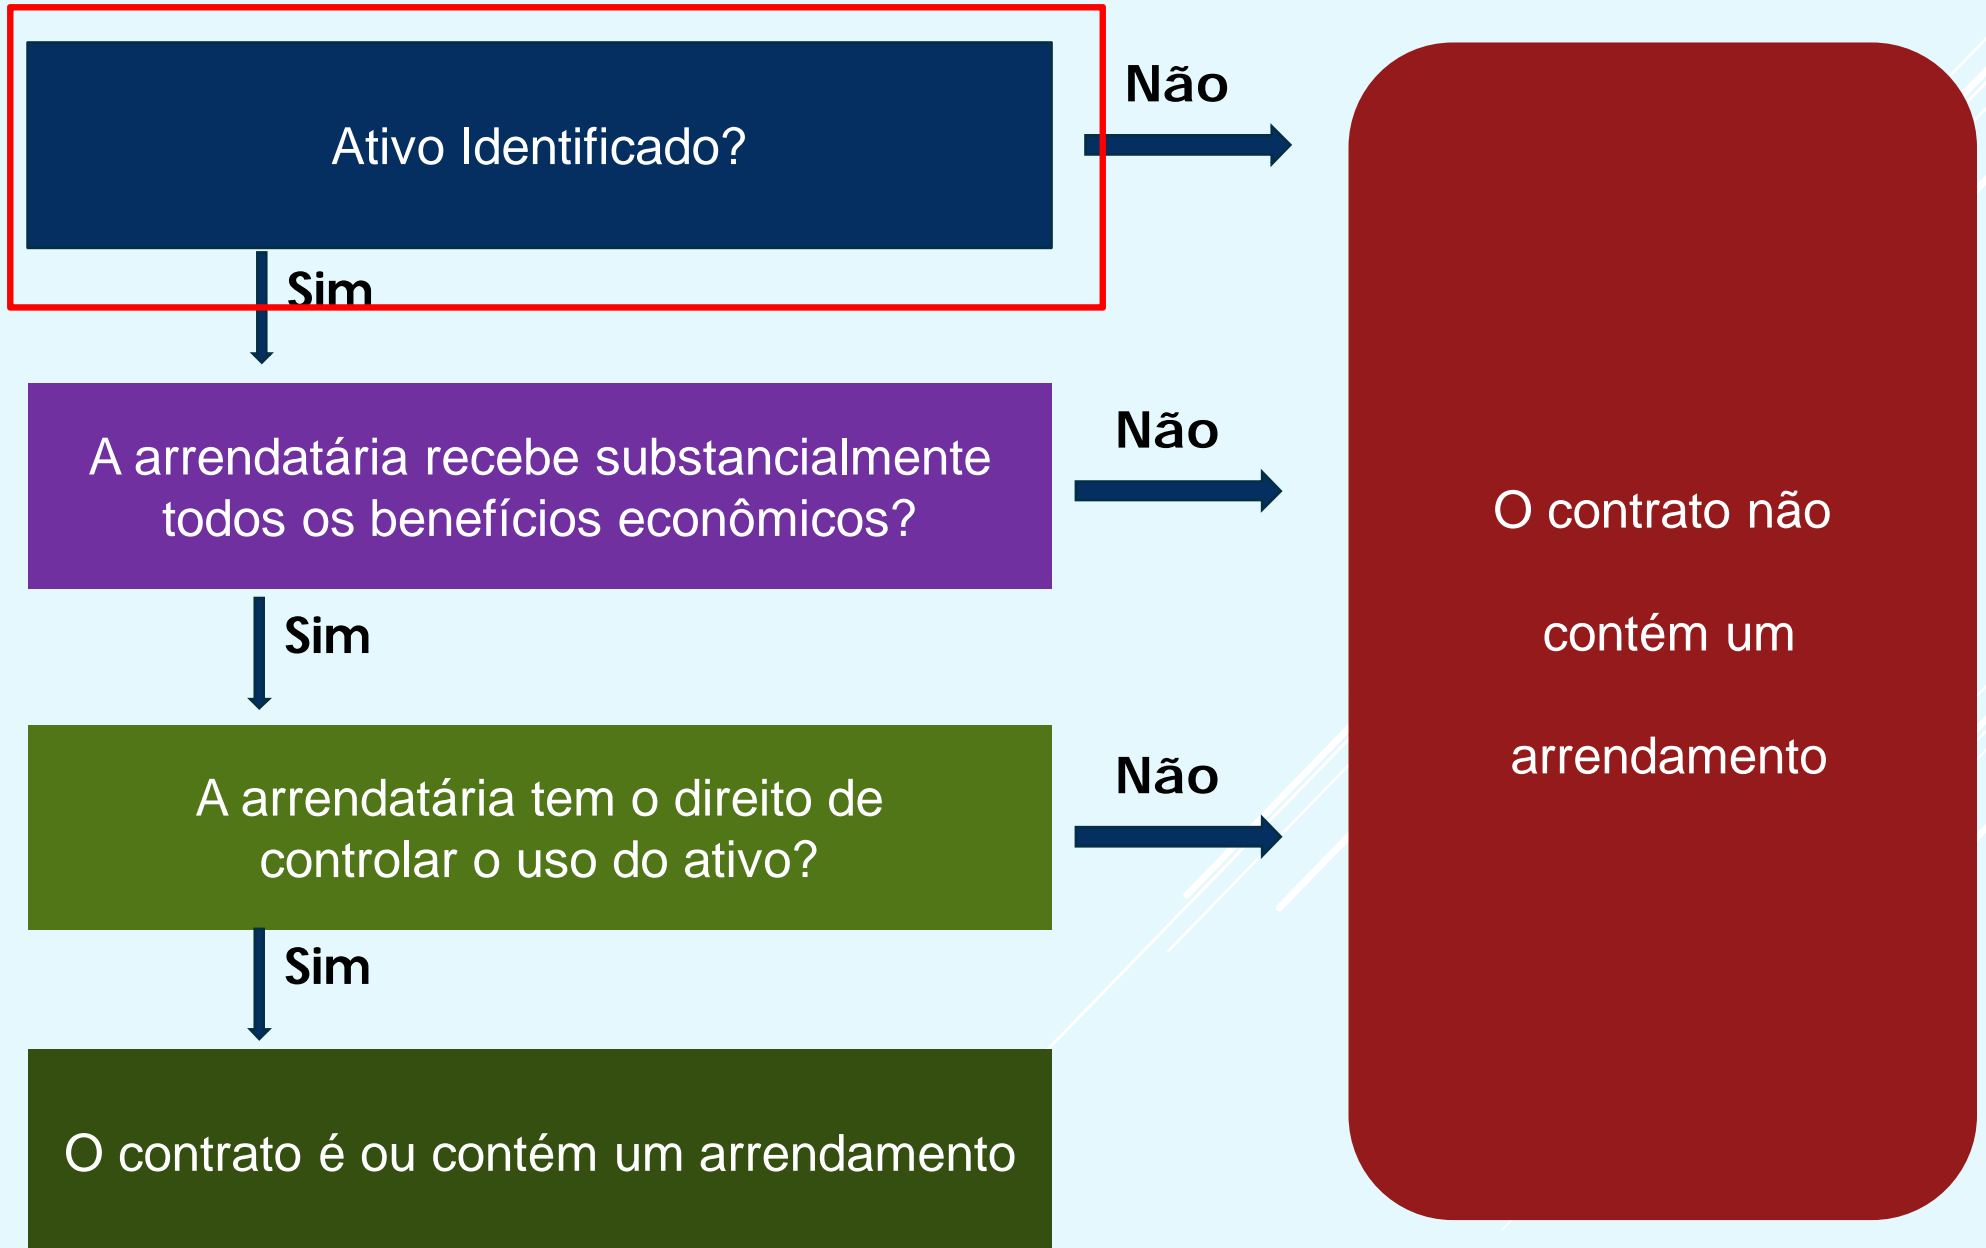 Ativo Identificado?
Não
Sim
A arrendatária recebe substancialmente
todos os benefícios econômicos?
Não
Sim
A arrendatária tem o direito de
controlar o uso do ativo?
Não
Sim
O contrato é ou contém um arrendamento
O contrato não
contém um
arrendamento